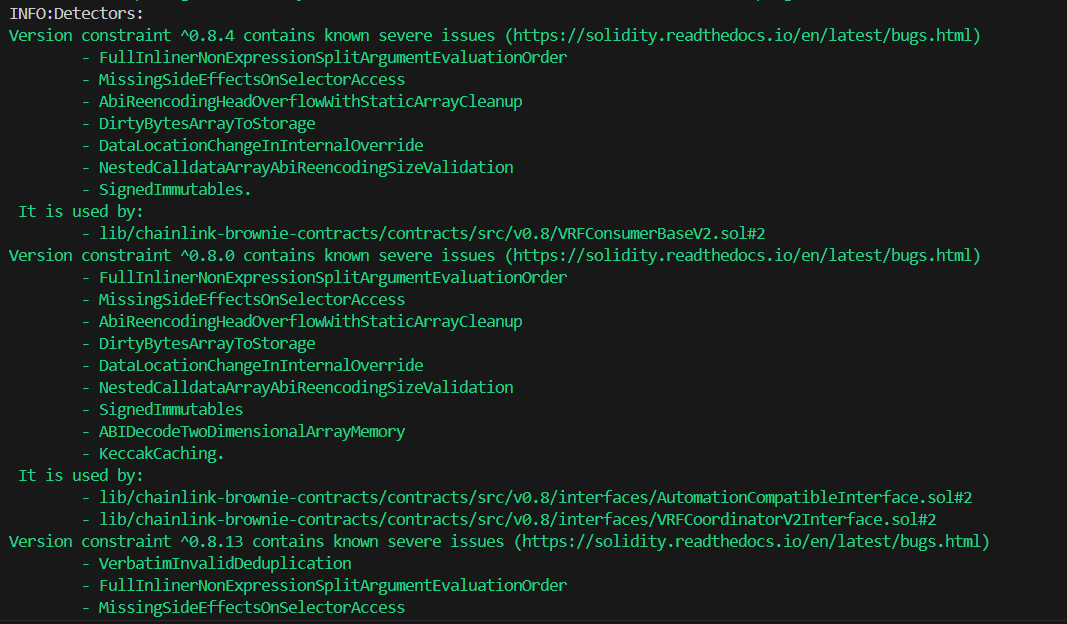 INFO:Detectors:
Version constraint ^0.8.4 contains known severe issues (https://solidity.readthedocs.io/en/latest/bugs.html)
- FullInlinerNonExpressionSplitArgumentEvaluationOrder
- MissingSideEffectsOnSelectorAccess
- AbiReencodingHeadOverflowWithStaticArrayCleanup
- DirtyBytesArrayToStorage
- DataLocationChangeInInternalOverride
- NestedCalldataArrayAbiReencodingSizeValidation
- SignedImmutables.
It is used by:
- lib/chainlink-brownie-contracts/contracts/src/v0.8/VRFConsumerBaseV2.sol#2
Version constraint ^0.8.0 contains known severe issues (https://solidity.readthedocs.io/en/latest/bugs.html)
- FullInlinerNonExpressionSplitArgumentEvaluationOrder
- MissingSideEffectsOnSelectorAccess
- AbiReencodingHeadOverflowWithStaticArrayCleanup
- DirtyBytesArrayToStorage
- DataLocationChangeInInternalOverride
- NestedCalldataArrayAbiReencodingSizeValidation
- SignedImmutables
- ABIDecodeTwoDimensionalArrayMemory
- KeccakCaching.
It is used by:
- lib/chainlink-brownie-contracts/contracts/src/v0.8/interfaces/AutomationCompatibleInterface.sol#2
- lib/chainlink-brownie-contracts/contracts/src/v0.8/interfaces/VRFCoordinatorV2Interface.sol#2
Version constraint ^0.8.13 contains known severe issues (https://solidity.readthedocs.io/en/latest/bugs.html)
- VerbatimInvalidDeduplication
- FullInlinerNonExpressionSplitArgumentEvaluationOrder
- MissingSideEffectsOnSelectorAccess